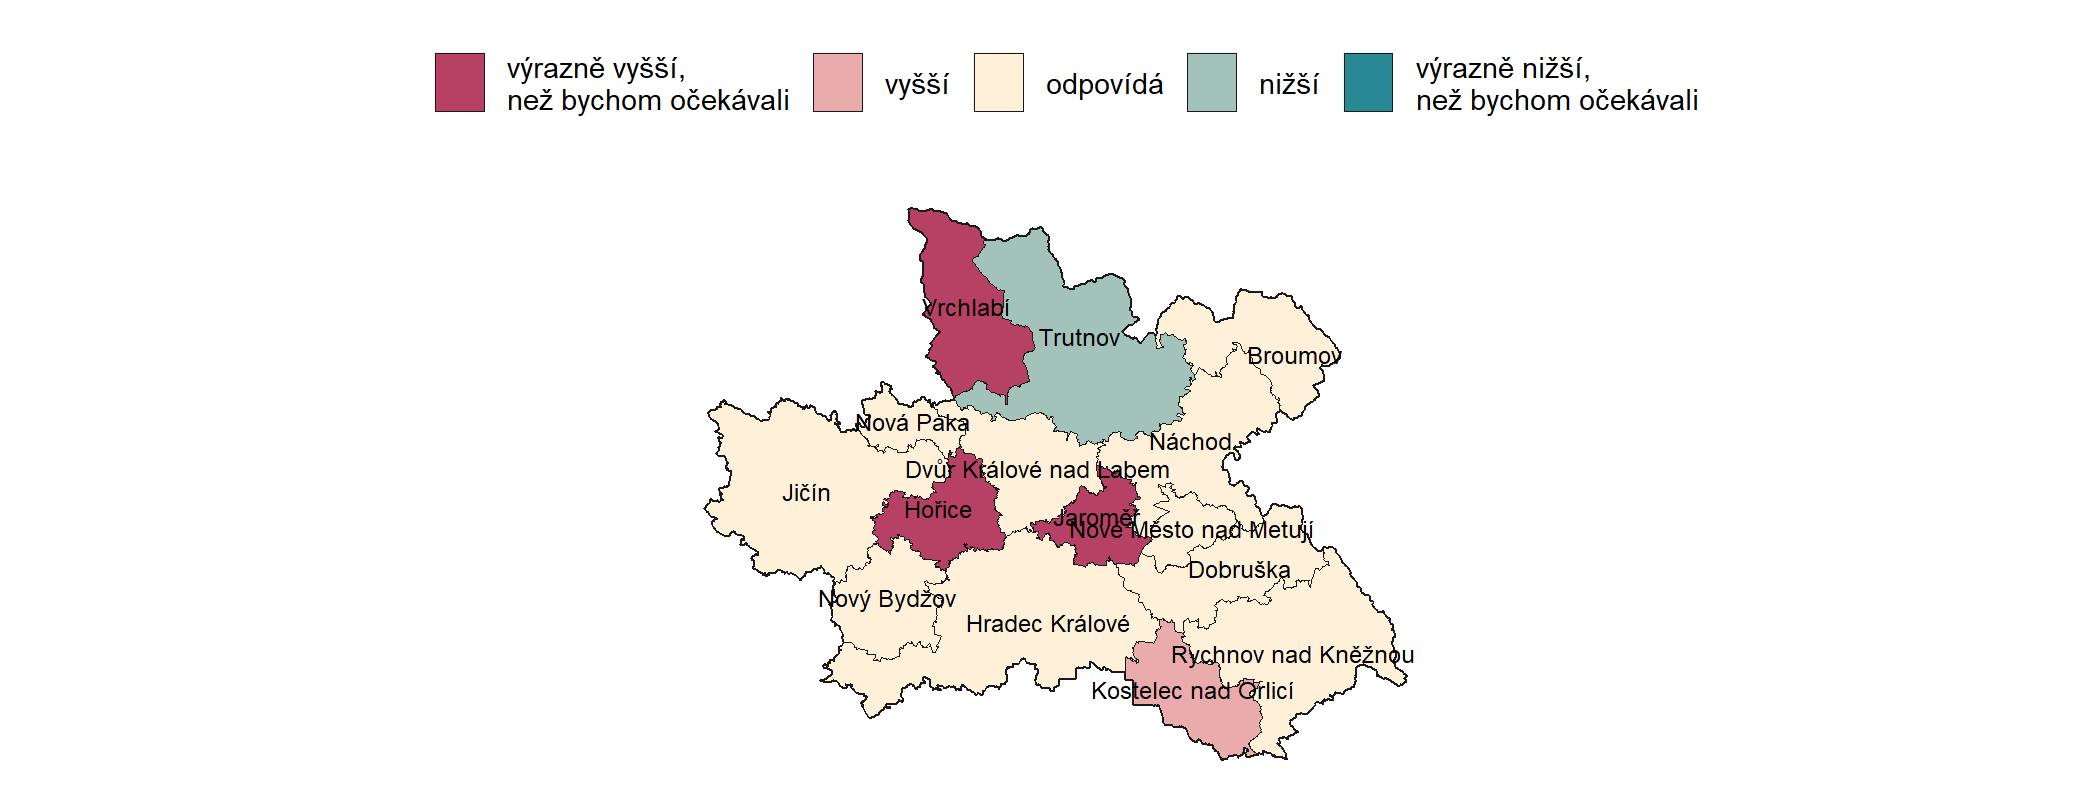 výrazně vyšší,
než bychom očekávali
vyšší
odpovídá
nižší
výrazně nižší,
než bychom očekávali
Vrchlabí
Trutnov
Broumov
Nová Paka
Náchod
Dvůr Králové nad Labem
Jičín
Hořice
Jaroměř
Nové Město nad Metují
Dobruška
Nový Bydžov
Hradec Králové
Rychnov nad Kněžnou
Kostelec nad Orlicí